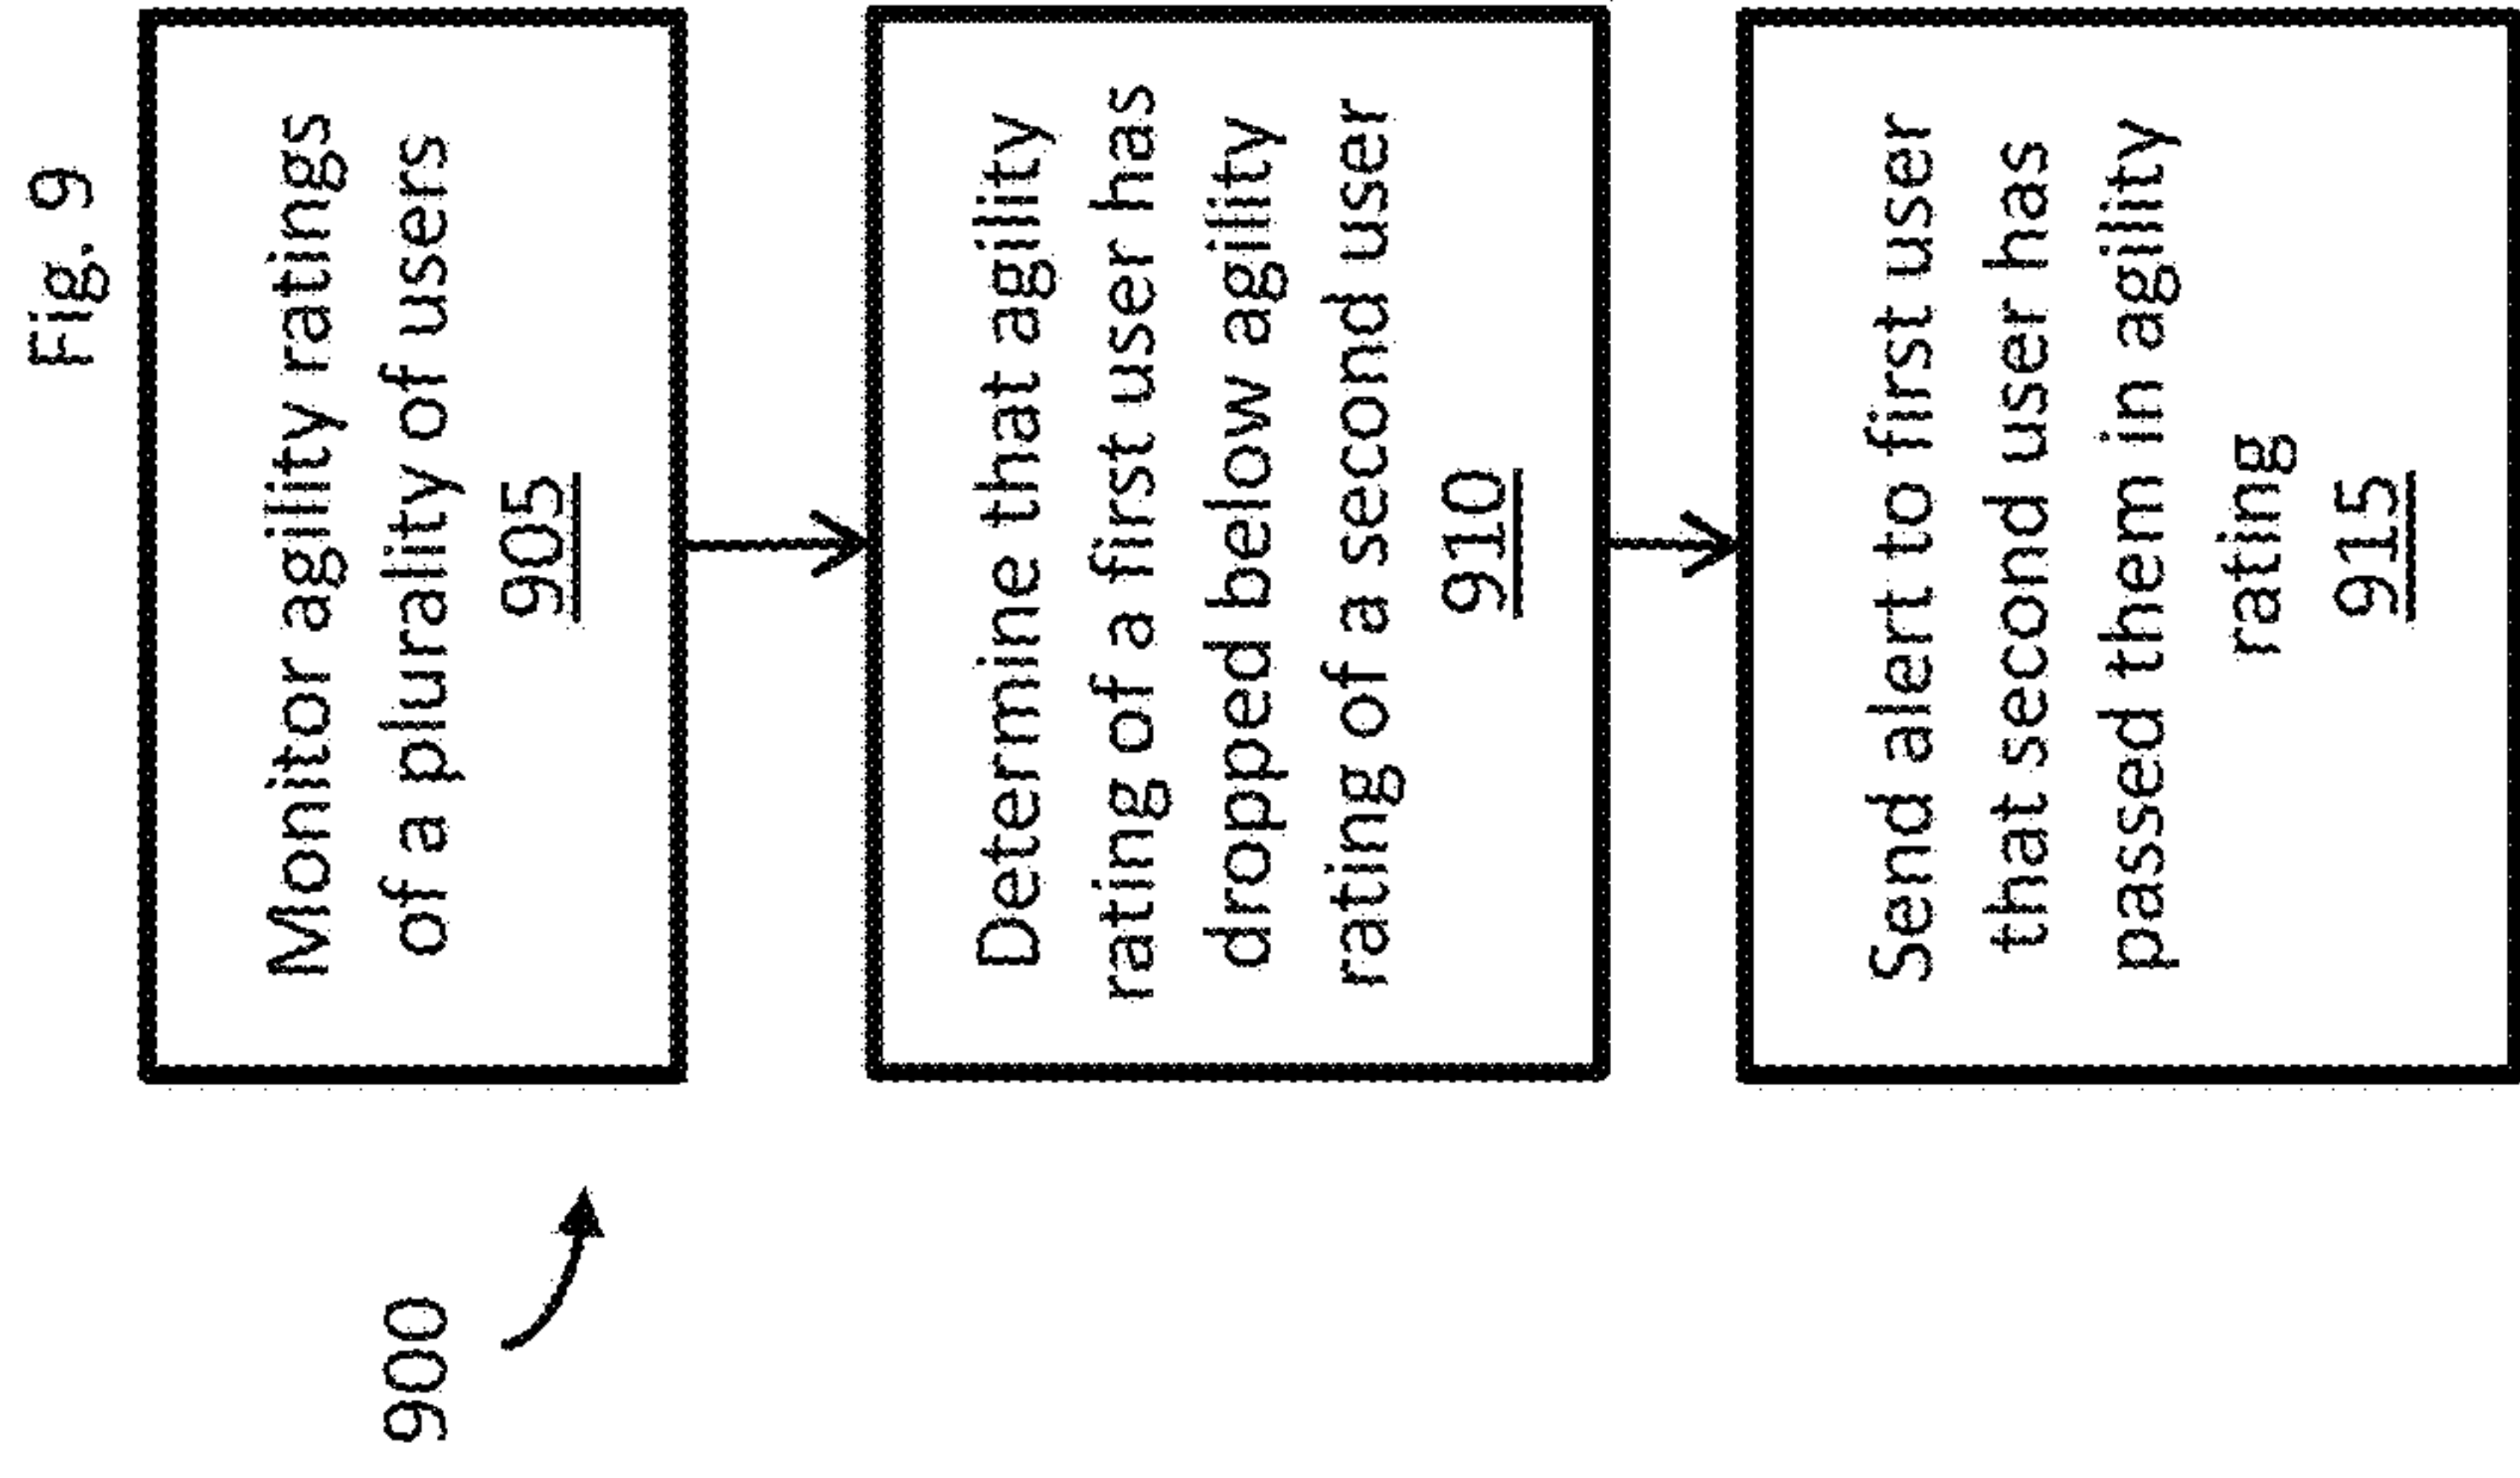 Fig. 9
900
Monitor agility ratings
of a plurality of users
905
Determine that agility
rating of a first user has
dropped below agility
rating of a second user
910
Send alert to first user
that second user has
passed them in agility
rating
915